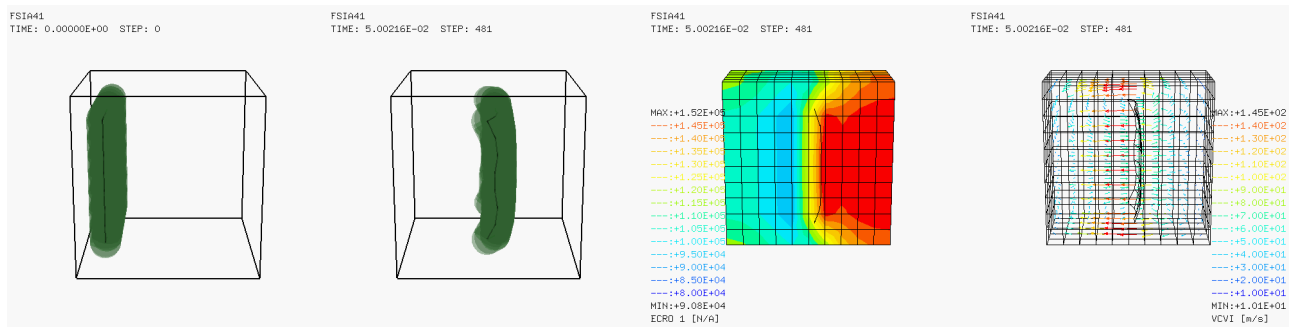 FSIA41
TIME: 0.00000E+00 STEP: 0
FSIA41
TIME: 5.00216E-02 STEP: 481
FSIA41
TIME: 5.00216E-02 STEP: 481
MAX:+1.52E+05
---:+1.45E+05
---:+1.40E+05
---:+1.35E+05
---:+1.30E+05
---:+1.25E+05
---:+1.20E+05
---:+1.15E+05
---:+1.10E+05
---:+1.05E+05
---:+1.00E+05
---:+9.50E+04
---:+9.00E+04
---:+8.50E+04
---:+8.00E+04
MIN:+9.08E+04
ECRO 1 [N/A]
FSIA41
TIME: 5.00216E-02 STEP: 481
MAX:+1.45E+02
---:+1.40E+02
---:+1.30E+02
---:+1.20E+02
---:+1.10E+02
---:+1.00E+02
---:+9.00E+01
---:+8.00E+01
---:+7.00E+01
---:+6.00E+01
---:+5.00E+01
---:+4.00E+01
---:+3.00E+01
---:+2.00E+01
---:+1.00E+01
MIN:+1.01E+01
VCVI [m/s]